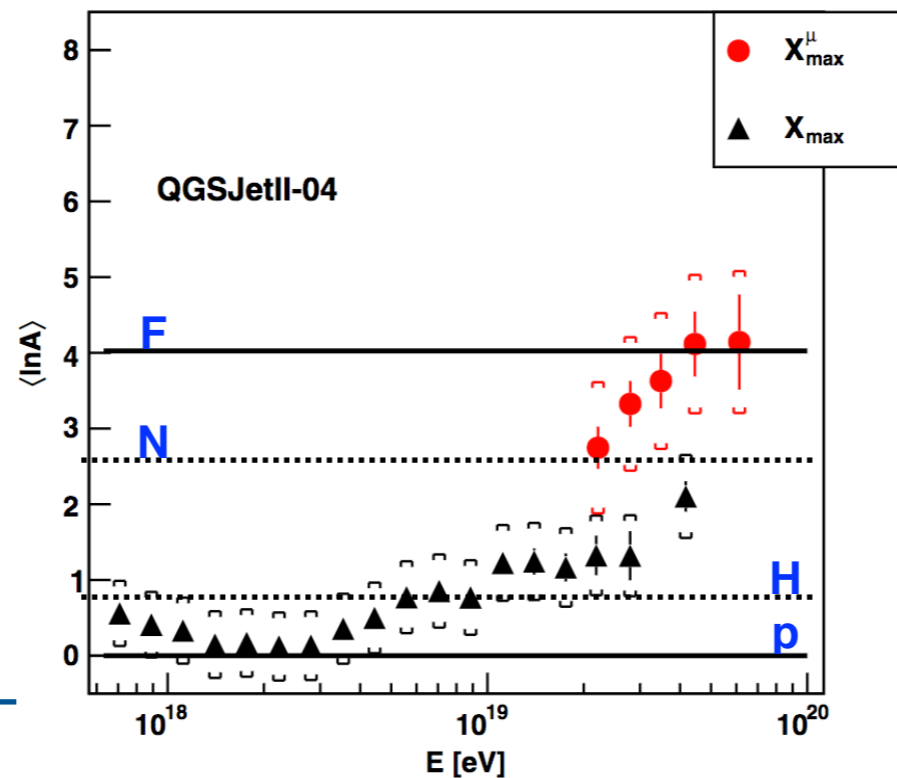 X^μ_max
X_max
QGSJetII-04
8
7
6
5
4
3
2
1
0
⟨lnA⟩
F
N
H
p
10^18
10^19
10^20
E [eV]